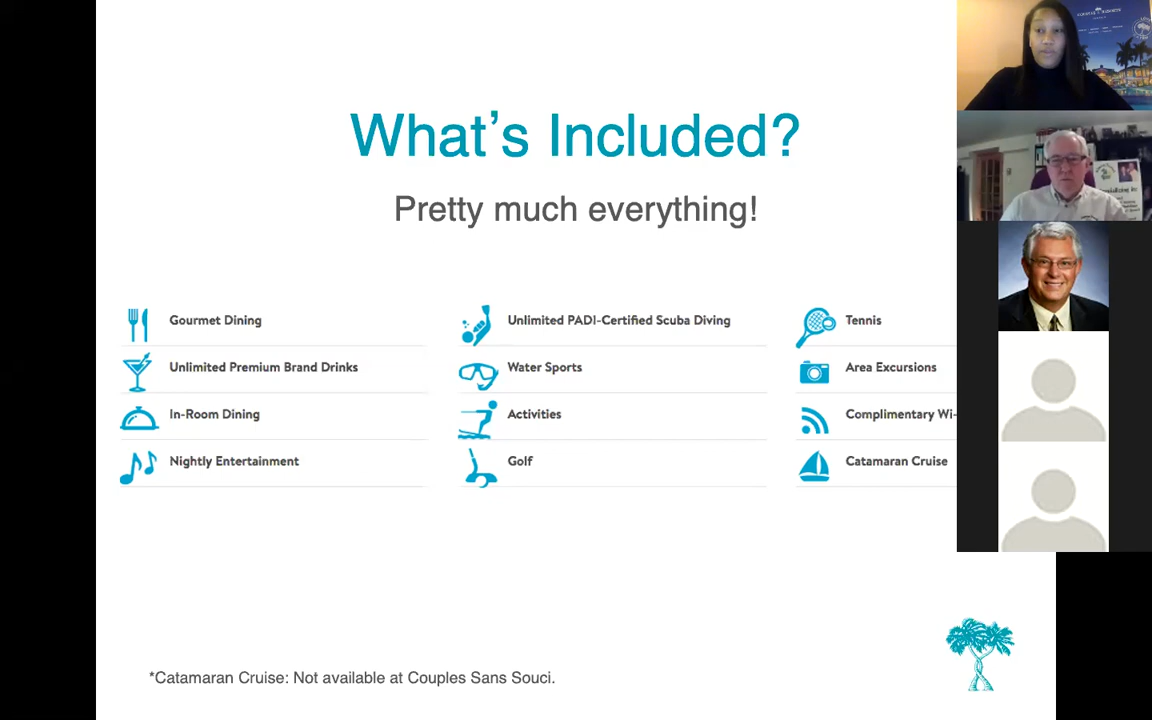 What's Included?
Pretty much everything!
Gourmet Dining
Unlimited Premium Brand Drinks
In-Room Dining
Nightly Entertainment
Unlimited PADI-Certified Scuba Diving
Water Sports
Activities
Golf
Tennis
Area Excursions
Complimentary Wi-
Catamaran Cruise
*Catamaran Cruise: Not available at Couples Sans Souci.